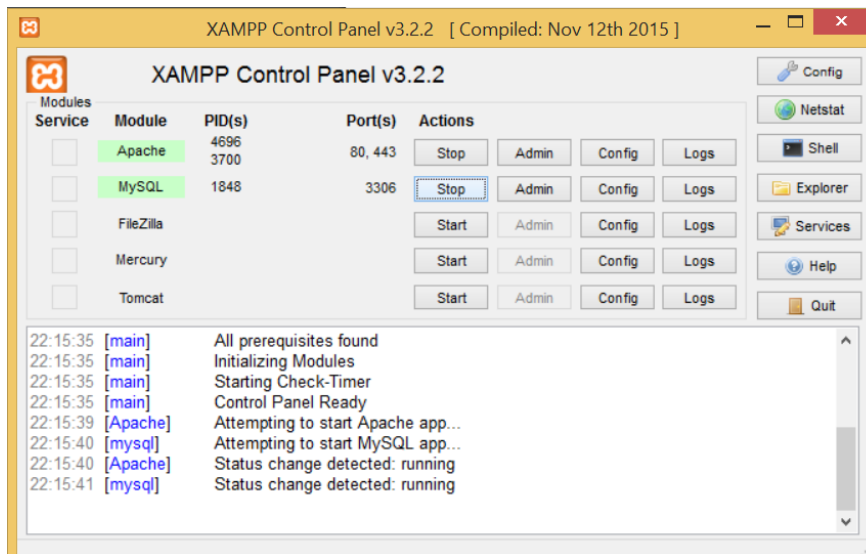 XAMPP Control Panel v3.2.2 [ Compiled: Nov 12th 2015 ]
XAMPP Control Panel v3.2.2
Config
Modules
Service Module PID(s) Port(s) Actions
Netstat
Apache 4696 3700 80, 443 Stop Admin Config Logs
Shell
MySQL 1848 3306 Stop Admin Config Logs
Explorer
FileZilla Start Admin Config Logs
Services
Mercury Start Admin Config Logs
Help
Tomcat Start Admin Config Logs
Quit
22:15:35 [main] All prerequisites found
22:15:35 [main] Initializing Modules
22:15:35 [main] Starting Check-Timer
22:15:35 [main] Control Panel Ready
22:15:39 [Apache] Attempting to start Apache app...
22:15:40 [mysql] Attempting to start MySQL app...
22:15:40 [Apache] Status change detected: running
22:15:41 [mysql] Status change detected: running